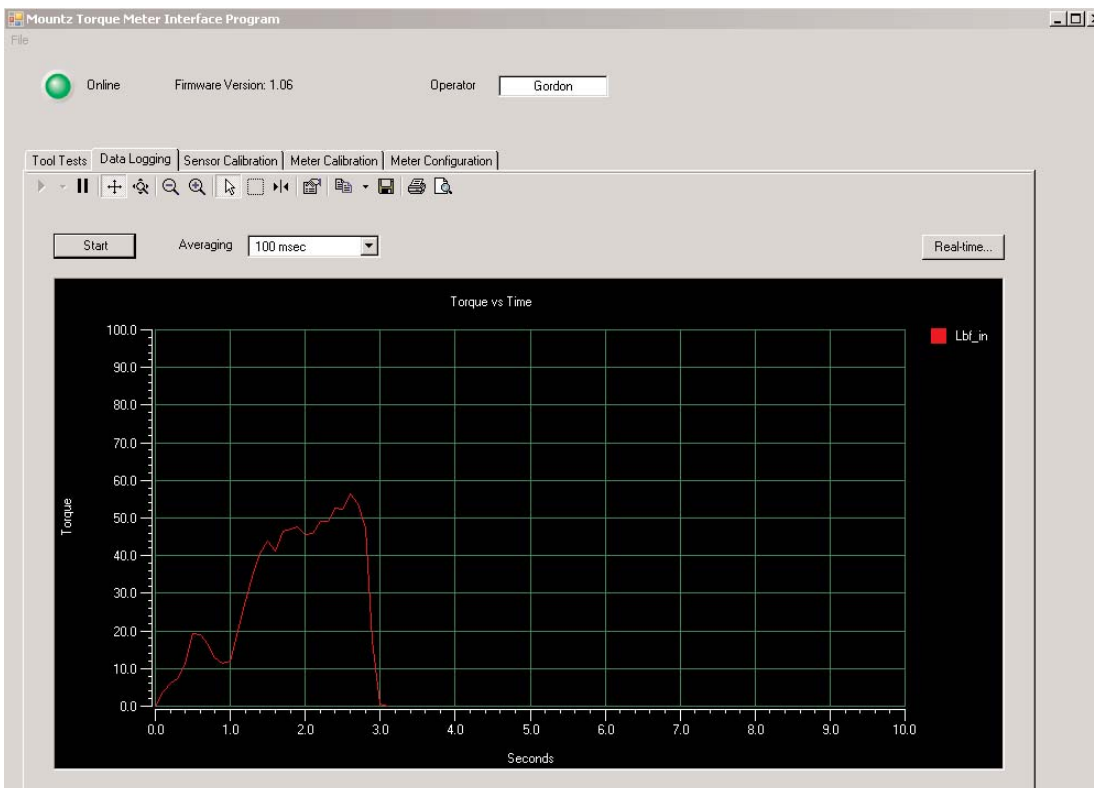 Mountz Torque Meter Interface Program
File
Online
Firmware Version: 1.06
Operator
Gordon
Tool Tests
Data Logging
Sensor Calibration
Meter Calibration
Meter Configuration
Start
Averaging
100 msec
Real-time...
Torque vs Time
Lbf_in
Torque
100.0
90.0
80.0
70.0
60.0
50.0
40.0
30.0
20.0
10.0
0.0
0.0 1.0 2.0 3.0 4.0 5.0 6.0 7.0 8.0 9.0 10.0
Seconds